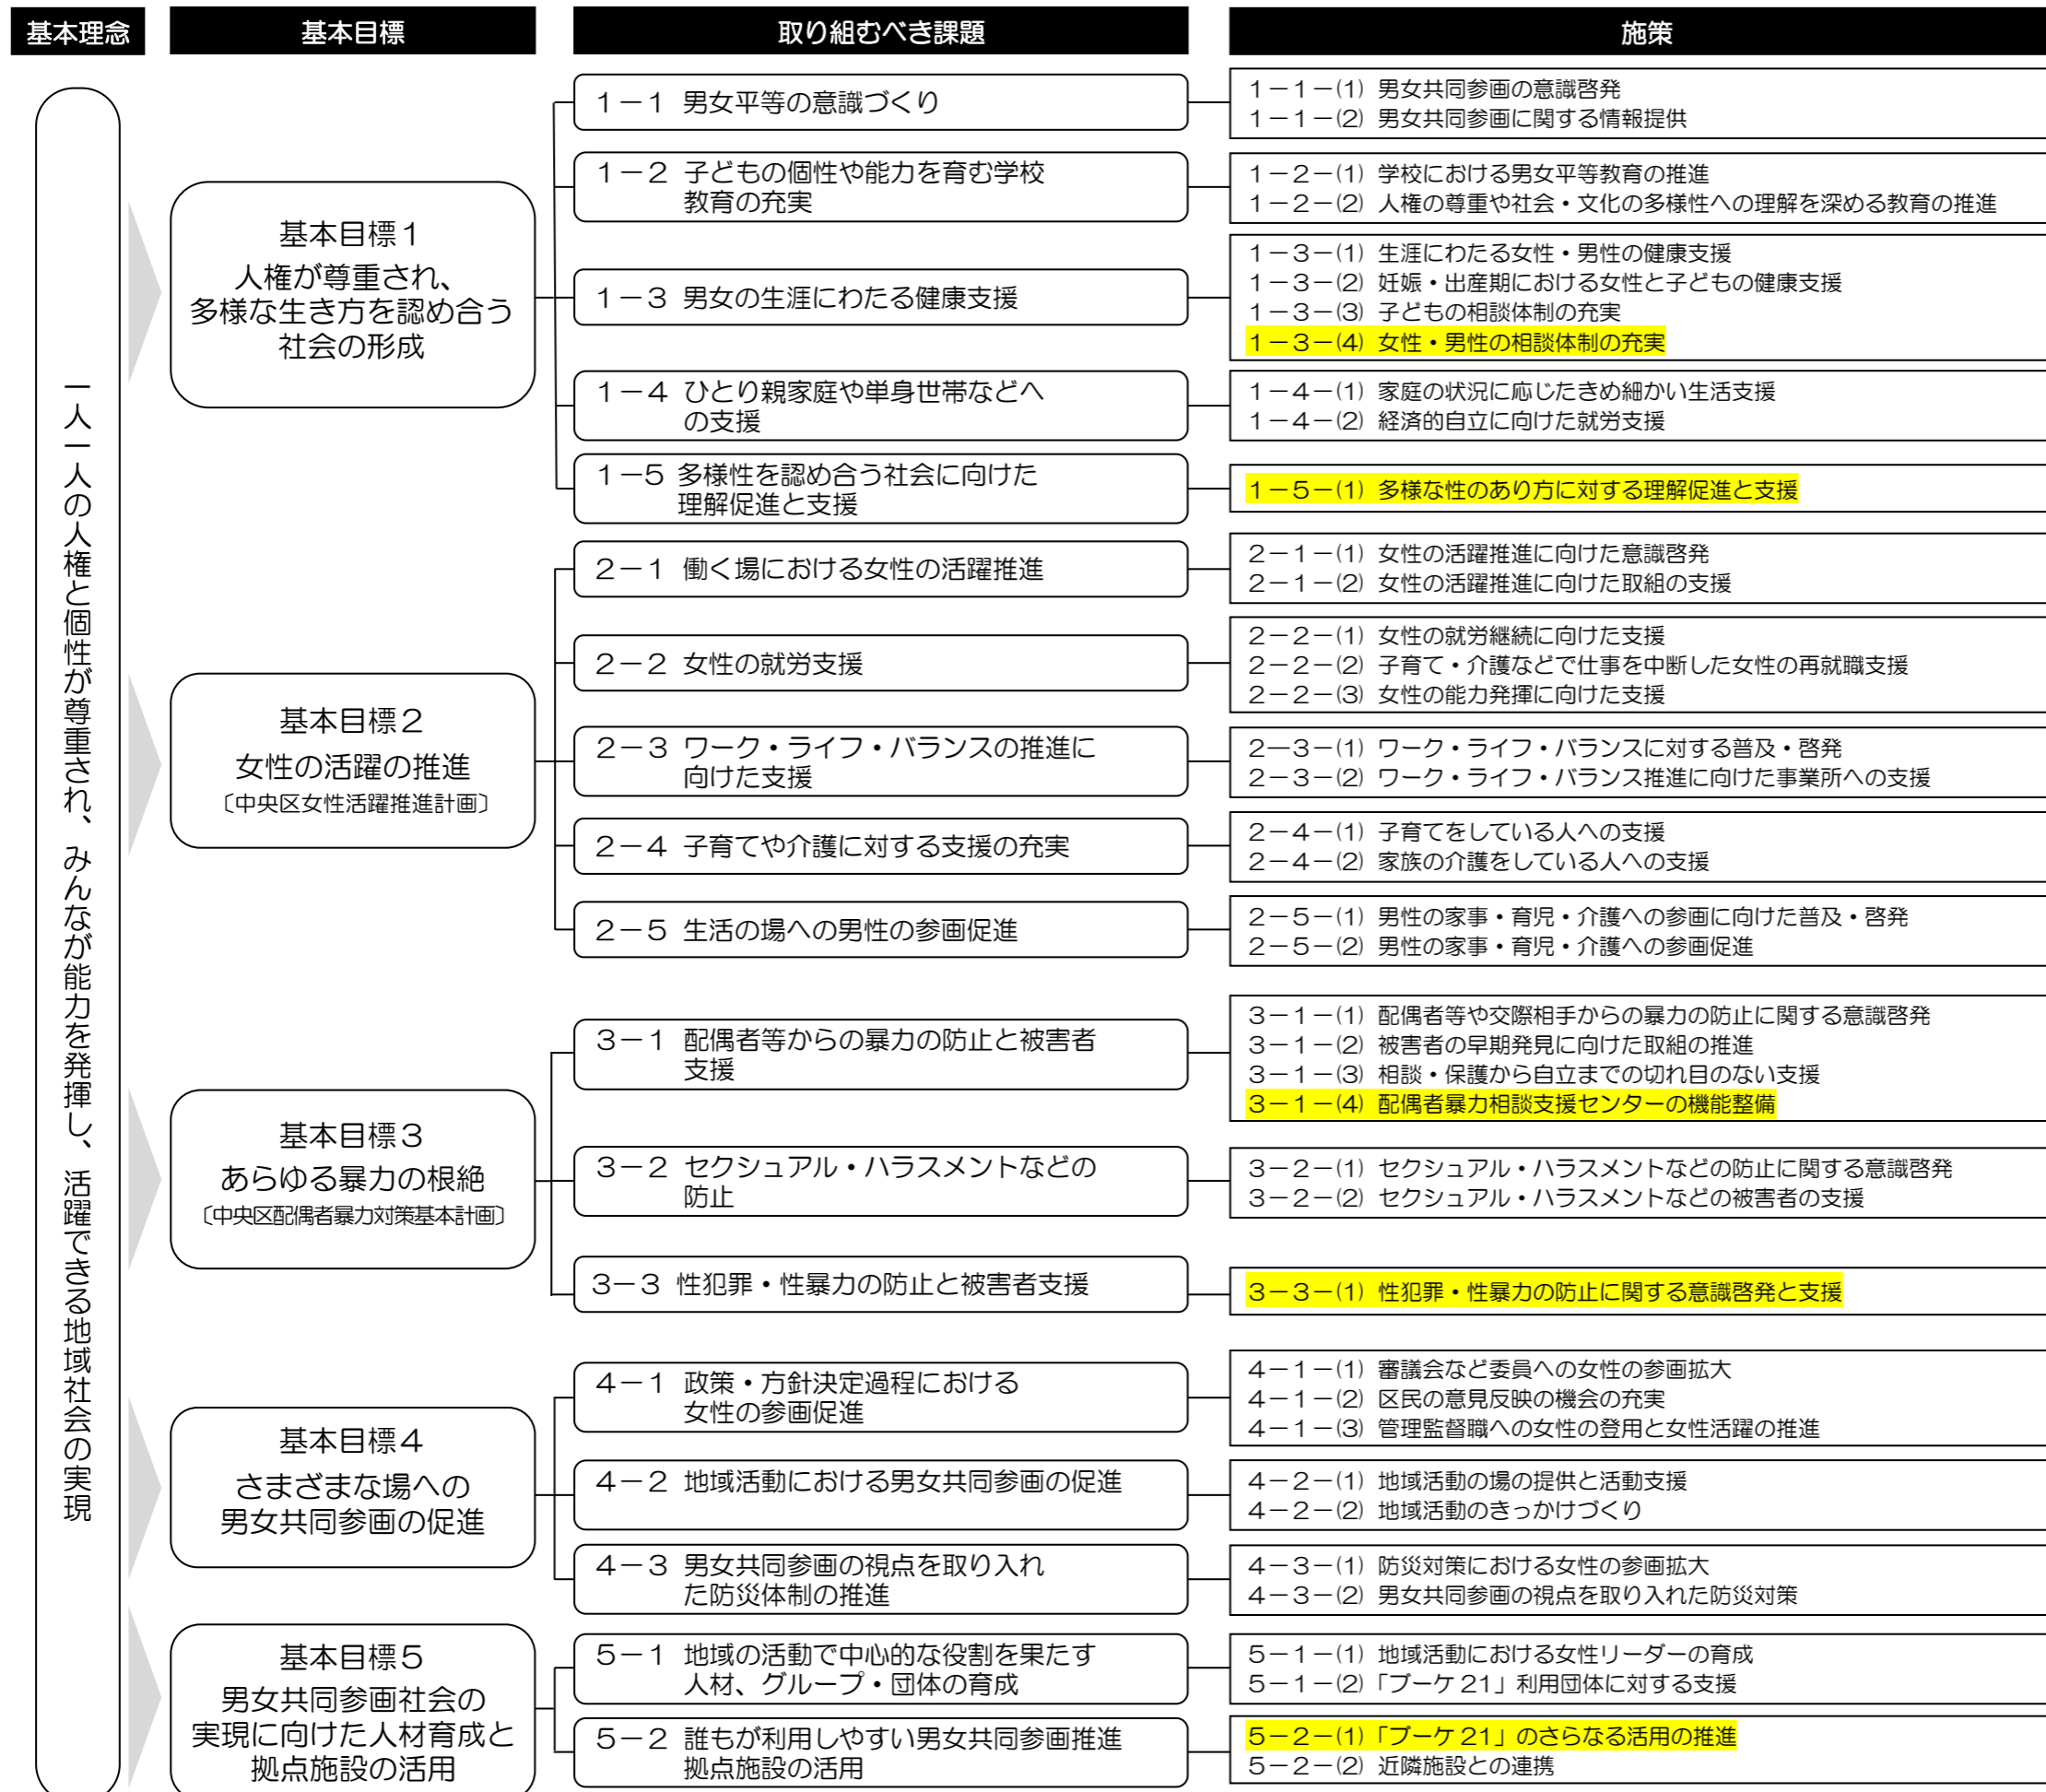 基本理念
基本目標
取り組むべき課題
施策
一人一人の人権と個性が尊重され、みんなが能力を発揮し、活躍できる地域社会の実現
基本目標１
人権が尊重され、
多様な生き方を認め合う
社会の形成
１－１ 男女平等の意識づくり
１－１－⑴ 男女共同参画の意識啓発
１－１－⑵ 男女共同参画に関する情報提供
１－２ 子どもの個性や能力を育む学校
教育の充実
１－２－⑴ 学校における男女平等教育の推進
１－２－⑵ 人権の尊重や社会・文化の多様性への理解を深める教育の推進
１－３ 男女の生涯にわたる健康支援
１－３－⑴ 生涯にわたる女性・男性の健康支援
１－３－⑵ 妊娠・出産期における女性と子どもの健康支援
１－３－⑶ 子どもの相談体制の充実
１－３－⑷ 女性・男性の相談体制の充実
１－４ ひとり親家庭や単身世帯などへ
の支援
１－４－⑴ 家庭の状況に応じたきめ細かい生活支援
１－４－⑵ 経済的自立に向けた就労支援
１－５ 多様性を認め合う社会に向けた
理解促進と支援
１－５－⑴ 多様な性のあり方に対する理解促進と支援
基本目標２
女性の活躍の推進
〔中央区女性活躍推進計画〕
２－１ 働く場における女性の活躍推進
２－１－⑴ 女性の活躍推進に向けた意識啓発
２－１－⑵ 女性の活躍推進に向けた取組の支援
２－２ 女性の就労支援
２－２－⑴ 女性の就労継続に向けた支援
２－２－⑵ 子育て・介護などで仕事を中断した女性の再就職支援
２－２－⑶ 女性の能力発揮に向けた支援
２－３ ワーク・ライフ・バランスの推進に
向けた支援
２－３－⑴ ワーク・ライフ・バランスに対する普及・啓発
２－３－⑵ ワーク・ライフ・バランス推進に向けた事業所への支援
２－４ 子育てや介護に対する支援の充実
２－４－⑴ 子育てをしている人への支援
２－４－⑵ 家族の介護をしている人への支援
２－５ 生活の場への男性の参画促進
２－５－⑴ 男性の家事・育児・介護への参画に向けた普及・啓発
２－５－⑵ 男性の家事・育児・介護への参画促進
基本目標３
あらゆる暴力の根絶
〔中央区配偶者暴力対策基本計画〕
３－１ 配偶者等からの暴力の防止と被害者
支援
３－１－⑴ 配偶者等や交際相手からの暴力の防止に関する意識啓発
３－１－⑵ 被害者の早期発見に向けた取組の推進
３－１－⑶ 相談・保護から自立までの切れ目のない支援
３－１－⑷ 配偶者暴力相談支援センターの機能整備
３－２ セクシュアル・ハラスメントなどの
防止
３－２－⑴ セクシュアル・ハラスメントなどの防止に関する意識啓発
３－２－⑵ セクシュアル・ハラスメントなどの被害者の支援
３－３ 性犯罪・性暴力の防止と被害者支援
３－３－⑴ 性犯罪・性暴力の防止に関する意識啓発と支援
基本目標４
さまざまな場への
男女共同参画の促進
４－１ 政策・方針決定過程における
女性の参画促進
４－１－⑴ 審議会など委員への女性の参画拡大
４－１－⑵ 区民の意見反映の機会の充実
４－１－⑶ 管理監督職への女性の登用と女性活躍の推進
４－２ 地域活動における男女共同参画の促進
４－２－⑴ 地域活動の場の提供と活動支援
４－２－⑵ 地域活動のきっかけづくり
４－３ 男女共同参画の視点を取り入れ
た防災体制の推進
４－３－⑴ 防災対策における女性の参画拡大
４－３－⑵ 男女共同参画の視点を取り入れた防災対策
基本目標５
男女共同参画社会の
実現に向けた人材育成と
拠点施設の活用
５－１ 地域の活動で中心的な役割を果たす
人材、グループ・団体の育成
５－１－⑴ 地域活動における女性リーダーの育成
５－１－⑵「ブーケ 21」利用団体に対する支援
５－２ 誰もが利用しやすい男女共同参画推進
拠点施設の活用
５－２－⑴「ブーケ 21」のさらなる活用の推進
５－２－⑵ 近隣施設との連携